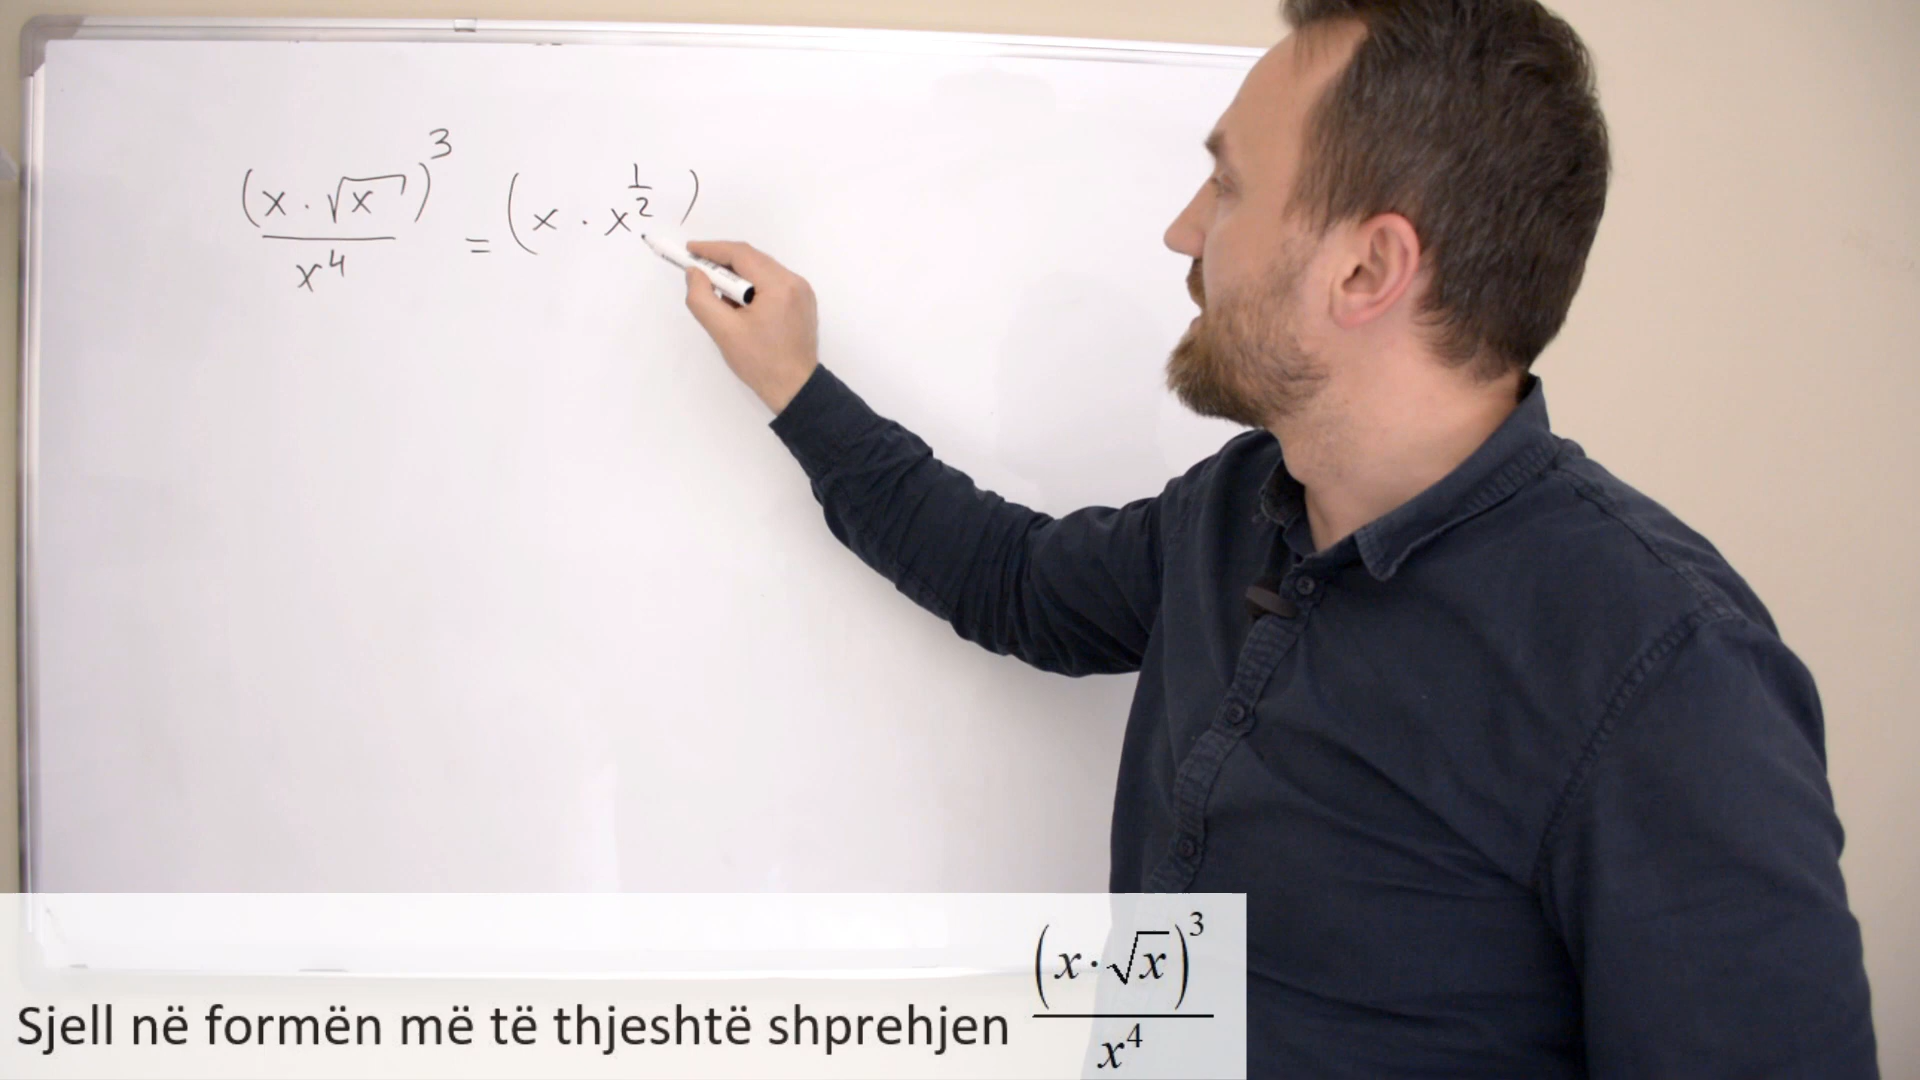 (x · √x)³ / x⁴ = (x · x^(1/2))
Sjell në formën më të thjeshtë shprehjen (x·√x)³ / x⁴